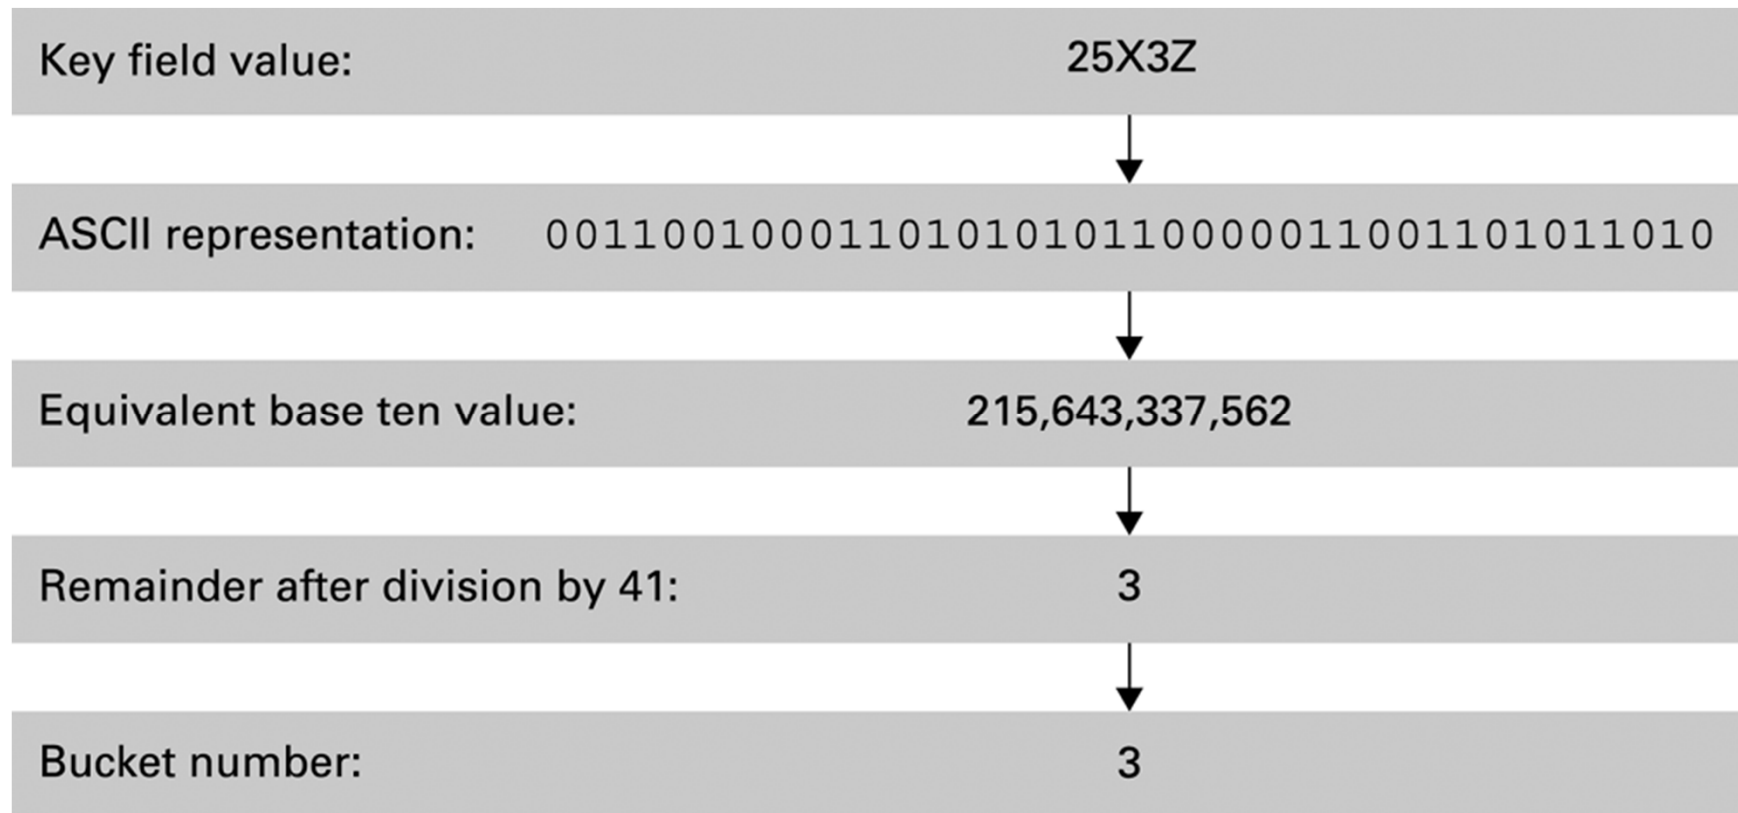 Key field value: 25X3Z
ASCII representation: 0011001000110101010110000011001101011010
Equivalent base ten value: 215,643,337,562
Remainder after division by 41: 3
Bucket number: 3